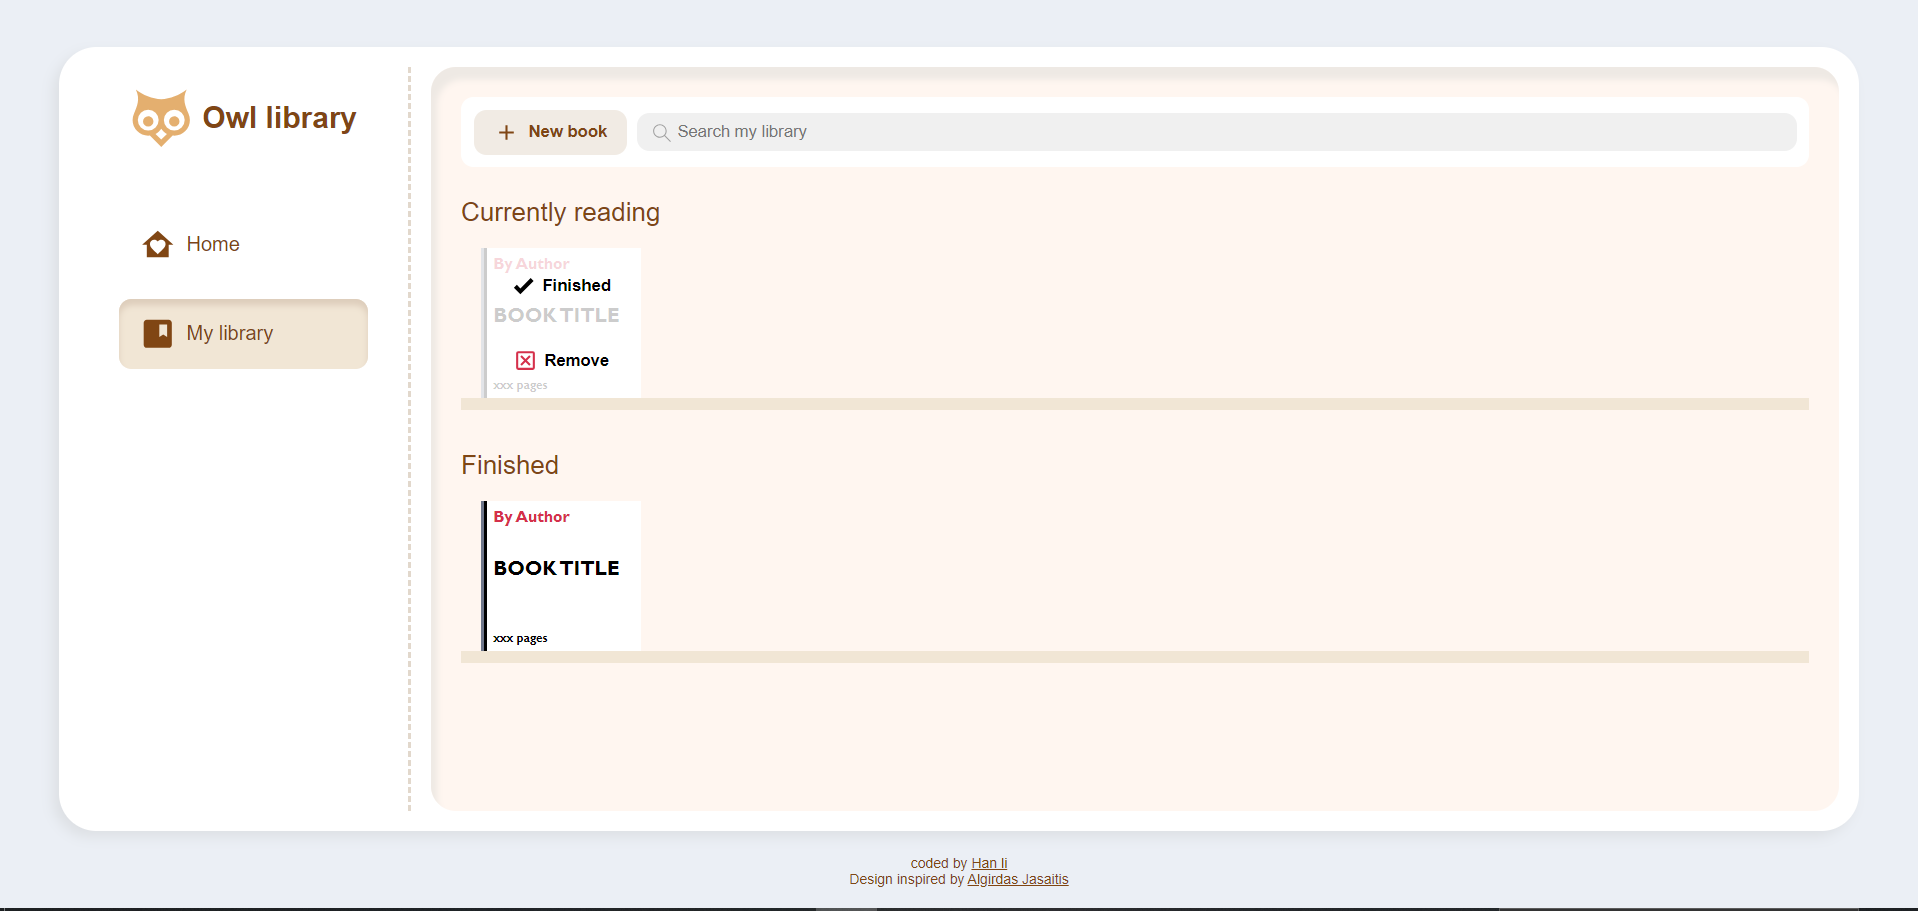 Owl library
Home
My library
New book
Search my library
Currently reading
By Author
Finished
BOOK TITLE
Remove
xxx pages
Finished
By Author
BOOK TITLE
xxx pages
coded by Han li
Design inspired by Algirdas Jasaitis